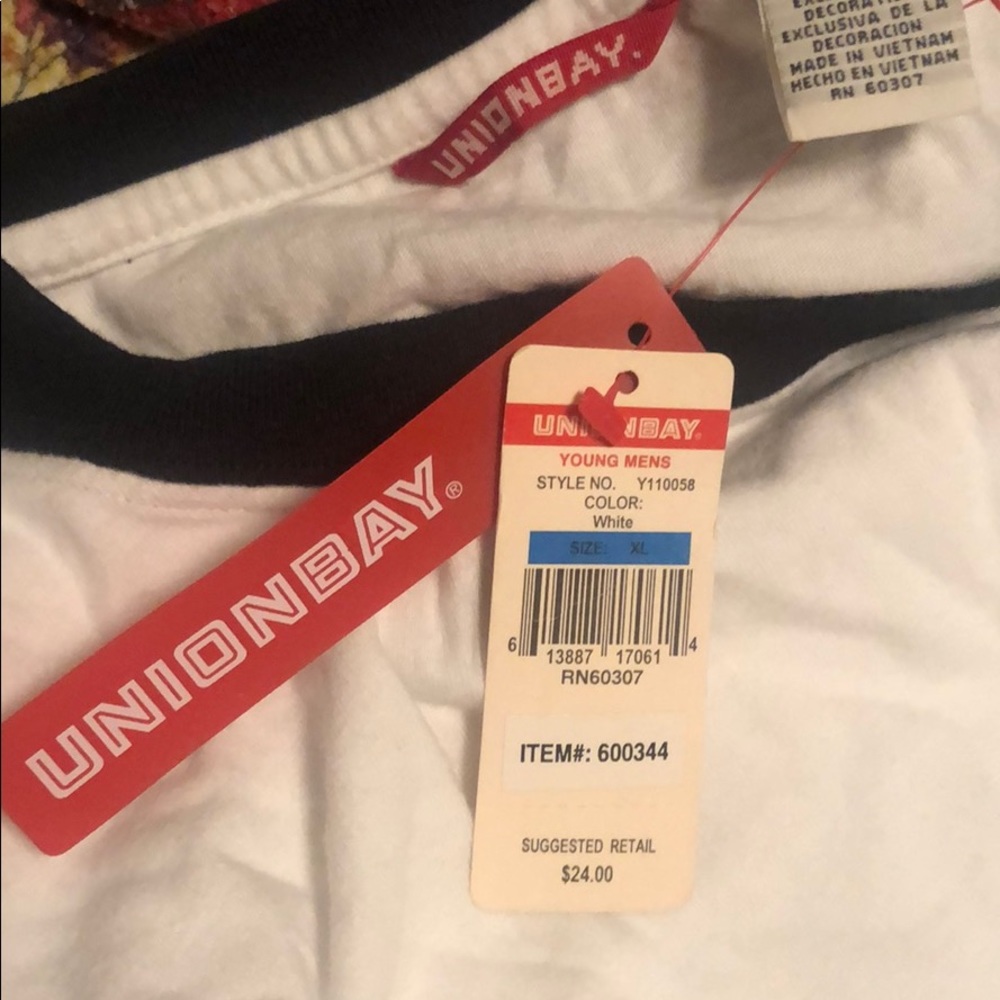 UNIONBAY.
DECORA
EXCLUSIVA DE LA
DECORACION
MADE IN VIETNAM
HECHO EN VIETNAM
RN 60307
UNIONBAY®
UNIONBAY
YOUNG MENS
STYLE NO. Y110058
COLOR:
White
SIZE: XL
6 13887 17061 4
RN60307
ITEM#: 600344
SUGGESTED RETAIL
$24.00